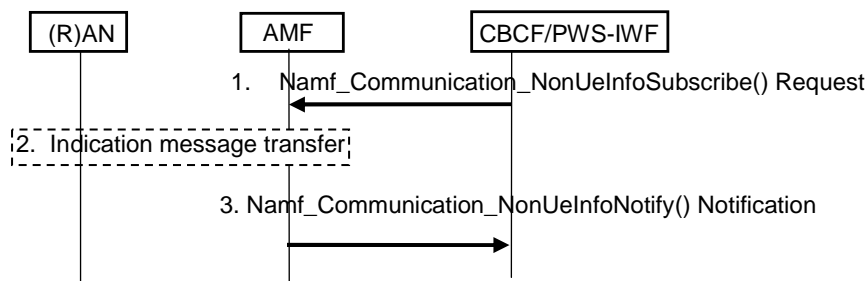 (R)AN
AMF
CBCF/PWS-IWF
1. Namf_Communication_NonUeInfoSubscribe() Request
2. Indication message transfer
3. Namf_Communication_NonUeInfoNotify() Notification